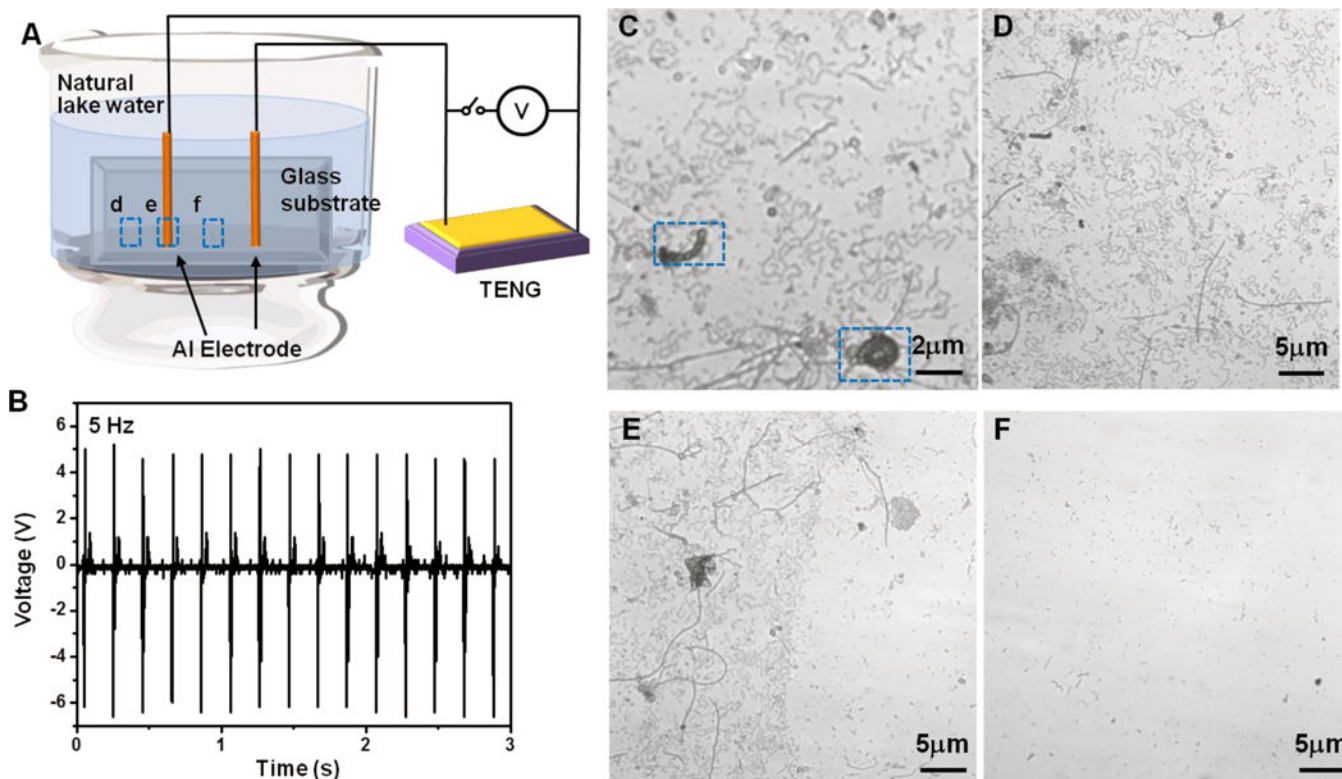 A
Natural
lake water
d e f
Glass
substrate
V
TENG
Al Electrode
B
5 Hz
Voltage (V)
6
4
2
0
-2
-4
-6
0 1 2 3
Time (s)
C
2μm
D
5μm
E
5μm
F
5μm